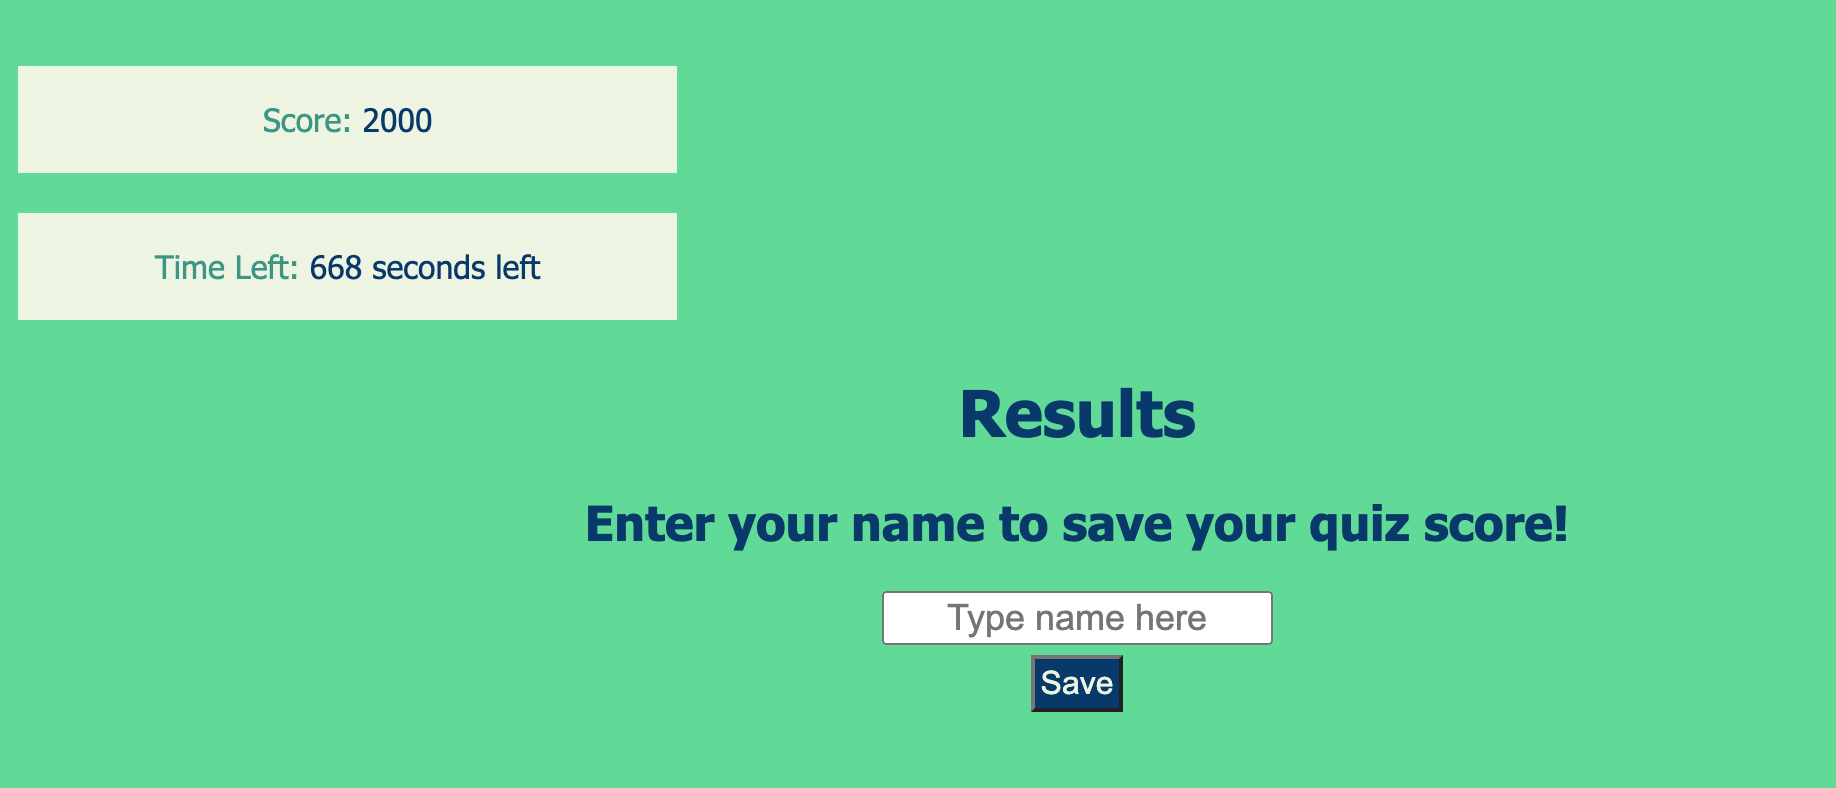 Score: 2000
Time Left: 668 seconds left
Results
Enter your name to save your quiz score!
Type name here
Save